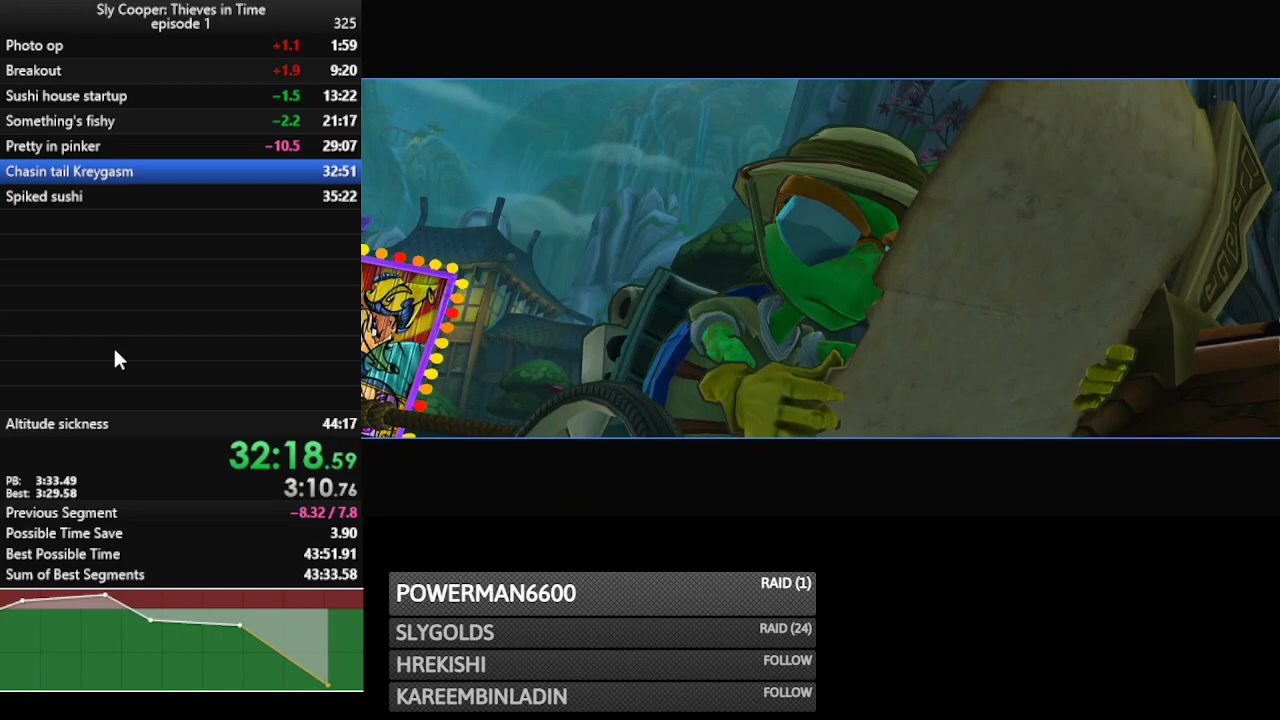 Sly Cooper: Thieves in Time
episode 1 325
Photo op +1.1 1:59
Breakout +1.9 9:20
Sushi house startup −1.5 13:22
Something's fishy −2.2 21:17
Pretty in pinker −10.5 29:07
Chasin tail Kreygasm 32:51
Spiked sushi 35:22
Altitude sickness 44:17
32:18.59
PB: 3:33.49
Best: 3:29.58
3:10.76
Previous Segment −8.32 / 7.8
Possible Time Save 3.90
Best Possible Time 43:51.91
Sum of Best Segments 43:33.58
POWERMAN6600 RAID (1)
SLYGOLDS RAID (24)
HREKISHI FOLLOW
KAREEMBINLADIN FOLLOW